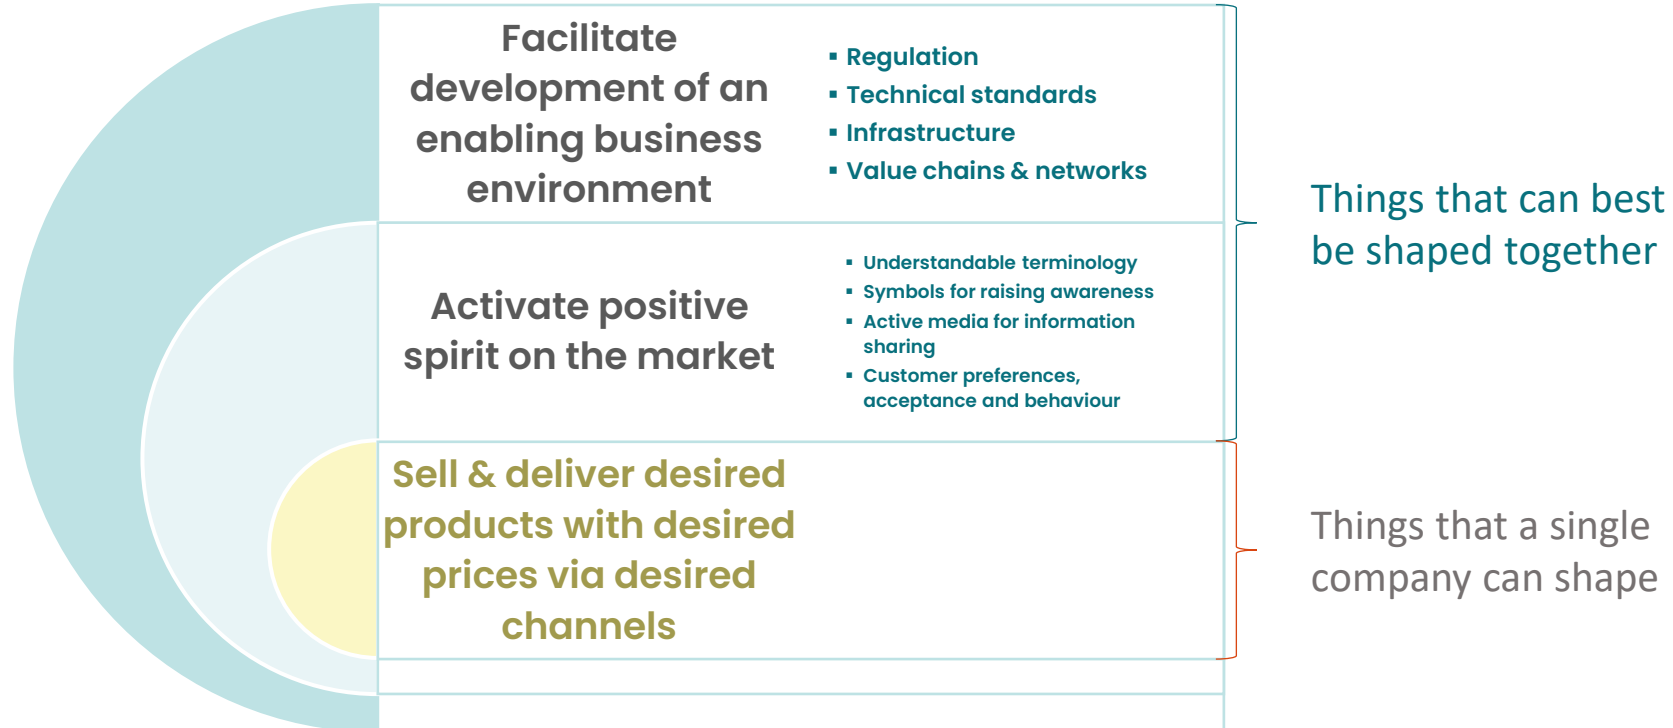 Facilitate
development of an
enabling business
environment
▪ Regulation
▪ Technical standards
▪ Infrastructure
▪ Value chains & networks
Activate positive
spirit on the market
▪ Understandable terminology
▪ Symbols for raising awareness
▪ Active media for information
sharing
▪ Customer preferences,
acceptance and behaviour
Things that can best
be shaped together
Sell & deliver desired
products with desired
prices via desired
channels
Things that a single
company can shape